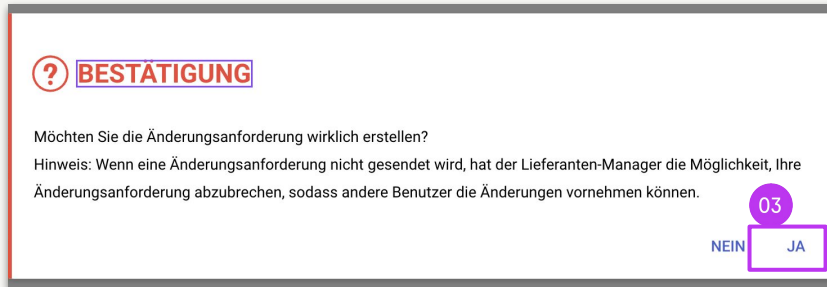 ? BESTÄTIGUNG
Möchten Sie die Änderungsanforderung wirklich erstellen?
Hinweis: Wenn eine Änderungsanforderung nicht gesendet wird, hat der Lieferanten-Manager die Möglichkeit, Ihre
Änderungsanforderung abzubrechen, sodass andere Benutzer die Änderungen vornehmen können.
03
NEIN JA